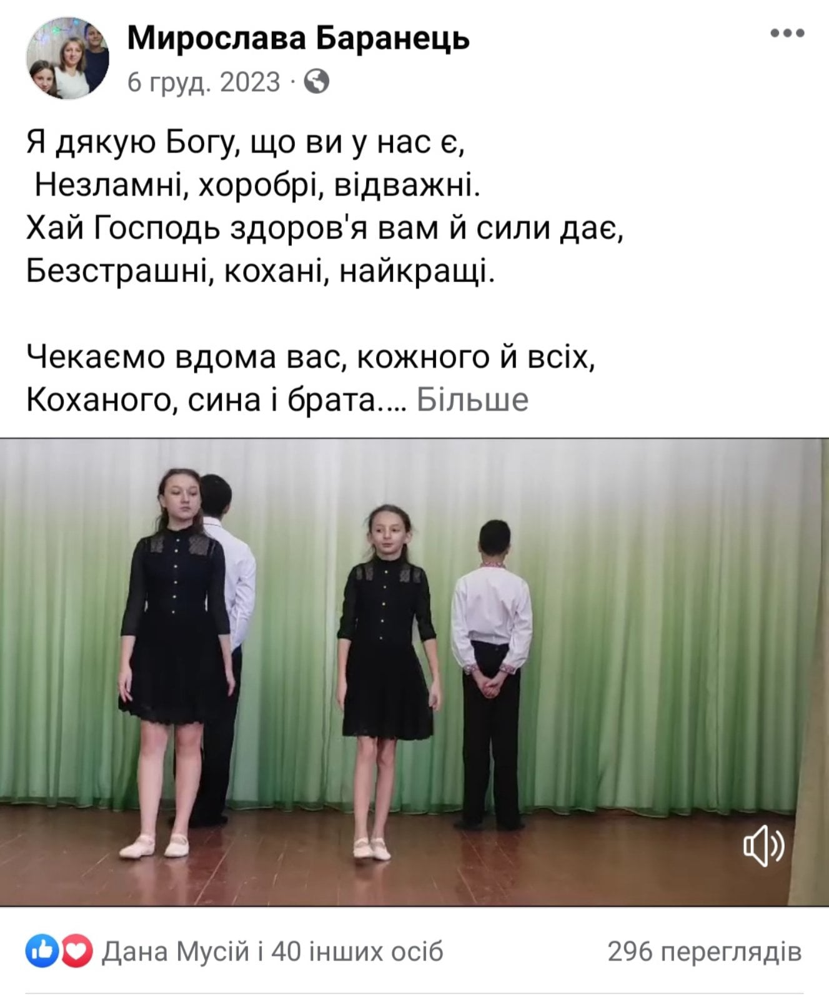 Мирослава Баранець
6 груд. 2023 ·
Я дякую Богу, що ви у нас є,
Незламні, хоробрі, відважні.
Хай Господь здоров'я вам й сили дає,
Безстрашні, кохані, найкращі.
Чекаємо вдома вас, кожного й всіх,
Коханого, сина і брата.... Більше
Дана Мусій і 40 інших осіб
296 переглядів